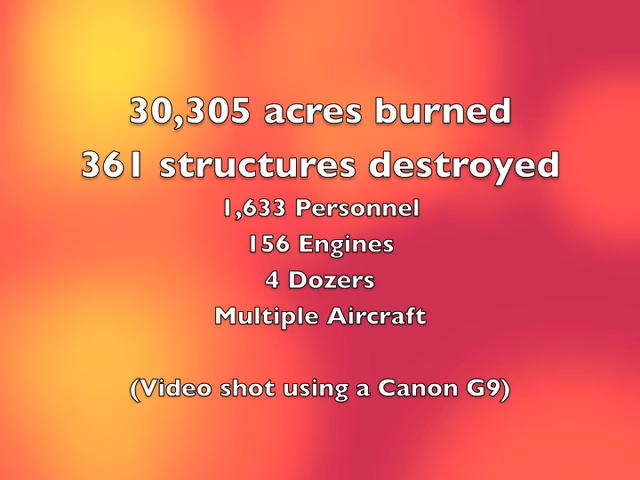 30,305 acres burned
361 structures destroyed
1,633 Personnel
156 Engines
4 Dozers
Multiple Aircraft
(Video shot using a Canon G9)